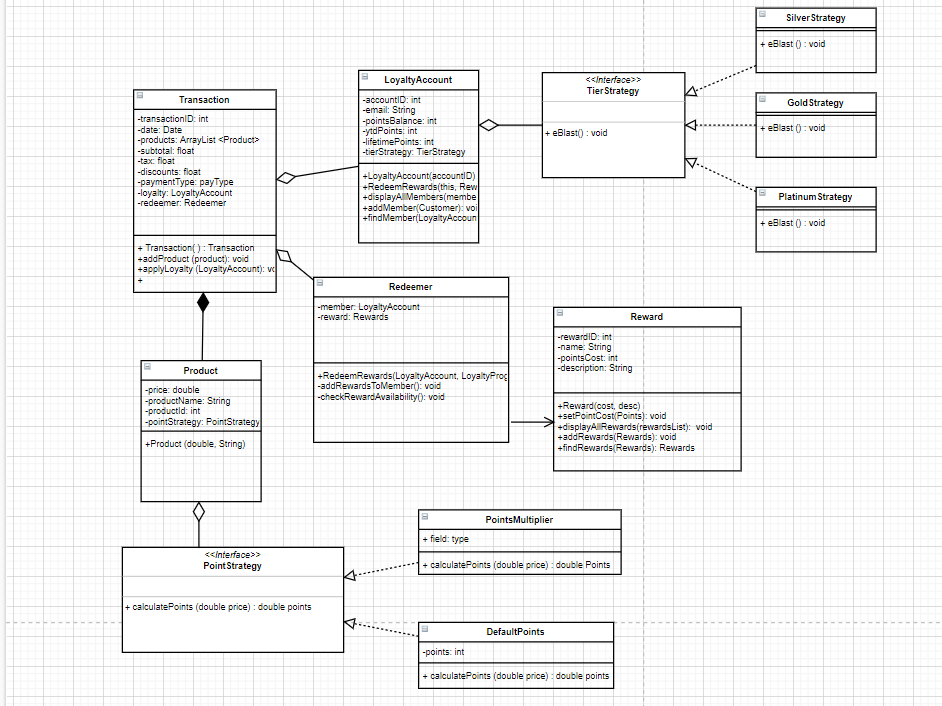 SilverStrategy
+ eBlast () : void
<<Interface>>
TierStrategy
+ eBlast() : void
GoldStrategy
+ eBlast () : void
PlatinumStrategy
+ eBlast () : void
LoyaltyAccount
-accountID: int
-email: String
-pointsBalance: int
-ytdPoints: int
-lifetimePoints: int
-tierStrategy: TierStrategy
+LoyaltyAccount(accountID)
+RedeemRewards(this, Rew
+displayAllMembers(membe
+addMember(Customer): voi
+findMember(LoyaltyAccoun
Transaction
-transactionID: int
-date: Date
-products: ArrayList <Product>
-subtotal: float
-tax: float
-discounts: float
-paymentType: payType
-loyalty: LoyaltyAccount
-redeemer: Redeemer
+ Transaction( ) : Transaction
+addProduct (product): void
+applyLoyalty (LoyaltyAccount): vo
+
Redeemer
-member: LoyaltyAccount
-reward: Rewards
+RedeemRewards(LoyaltyAccount, LoyaltyProg
-addRewardsToMember(): void
-checkRewardAvailability(): void
Reward
-rewardID: int
-name: String
-pointsCost: int
-description: String
+Reward(cost, desc)
+setPointCost(Points): void
+displayAllRewards(rewardsList): void
+addRewards(Rewards): void
+findRewards(Rewards): Rewards
Product
-price: double
-productName: String
-productId: int
-pointStrategy: PointStrategy
+Product (double, String)
<<Interface>>
PointStrategy
+ calculatePoints (double price) : double points
PointsMultiplier
+ field: type
+ calculatePoints (double price) : double Points
DefaultPoints
-points: int
+ calculatePoints (double price) : double points